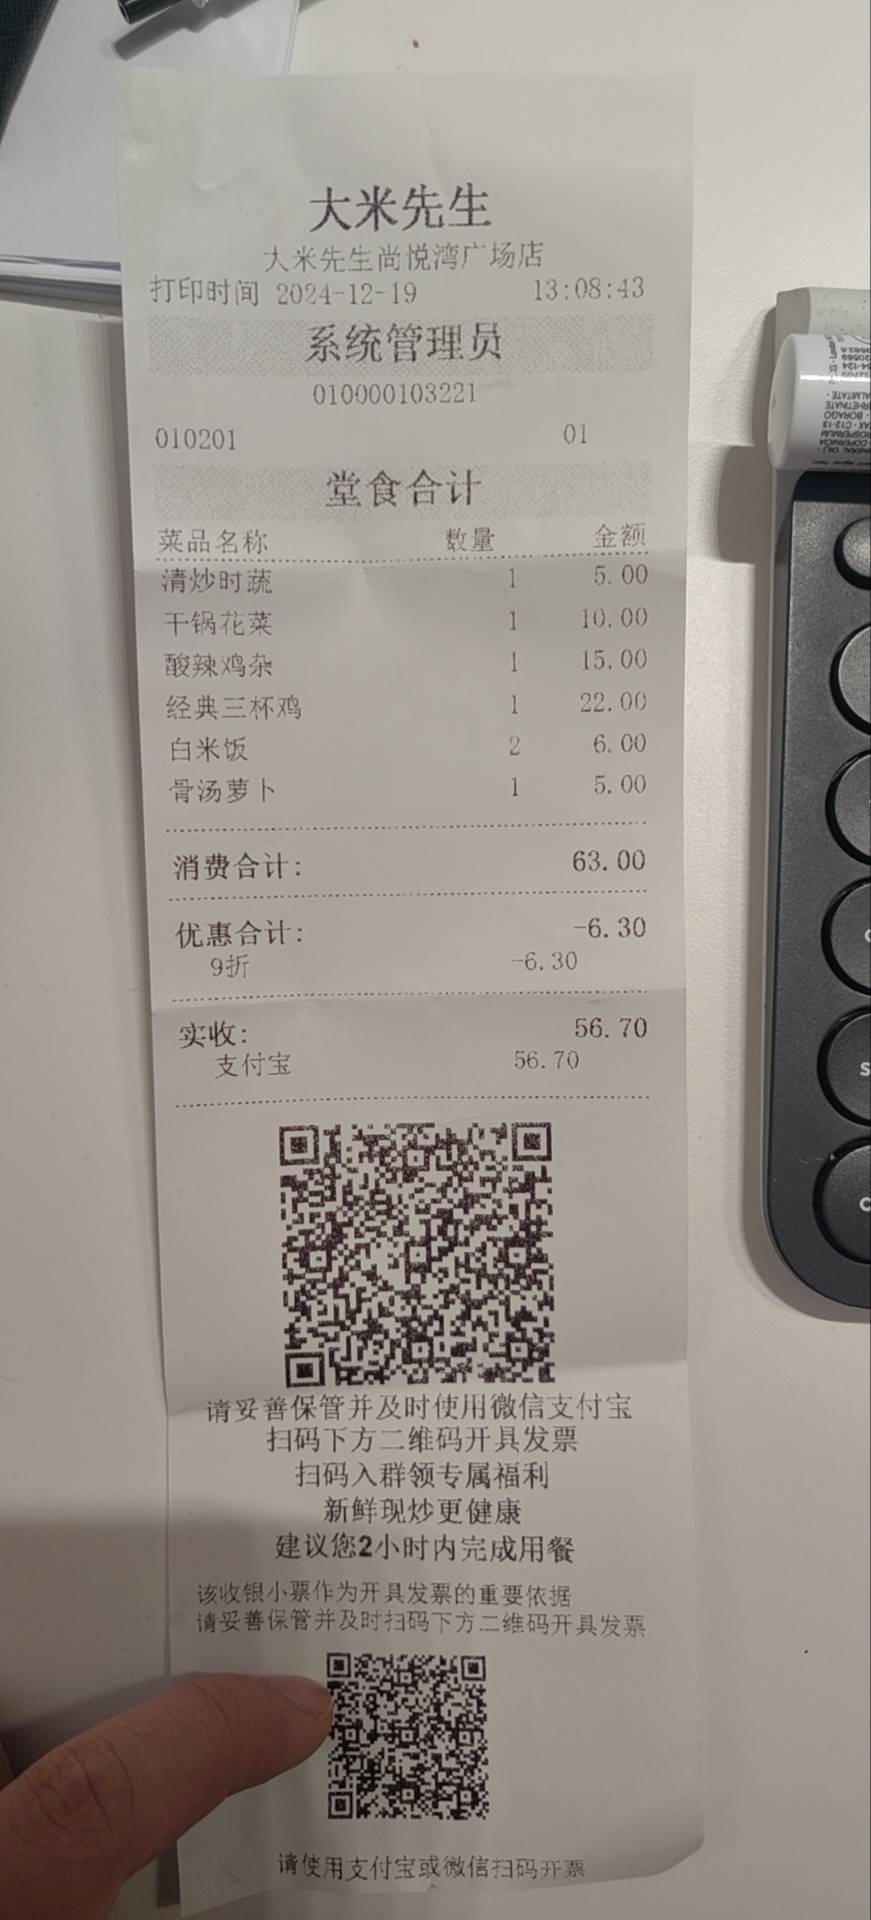 大米先生
大米先生尚悦湾广场店
打印时间 2024-12-19 13:08:43
系统管理员
010000103221
010201 01
堂食合计
菜品名称 数量 金额
清炒时蔬 1 5.00
干锅花菜 1 10.00
酸辣鸡杂 1 15.00
经典三杯鸡 1 22.00
白米饭 2 6.00
骨汤萝卜 1 5.00
消费合计: 63.00
优惠合计: -6.30
9折 -6.30
实收: 56.70
支付宝 56.70
请妥善保管并及时使用微信支付宝
扫码下方二维码开具发票
扫码入群领专属福利
新鲜现炒更健康
建议您2小时内完成用餐
该收银小票作为开具发票的重要依据
请妥善保管并及时扫码下方二维码开具发票
请使用支付宝或微信扫码开票